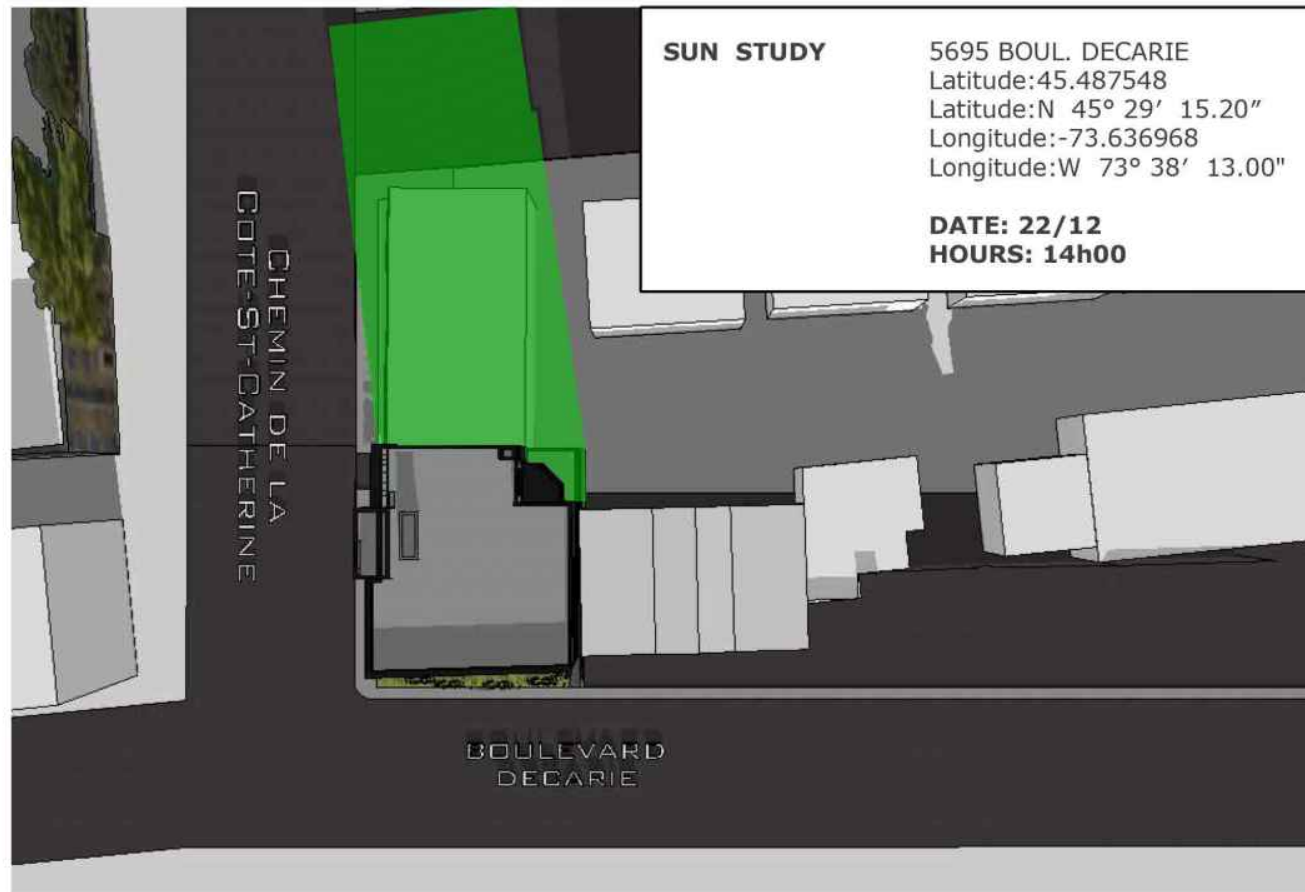 SUN STUDY
5695 BOUL. DECARIE
Latitude:45.487548
Latitude:N 45° 29′ 15.20″
Longitude:-73.636968
Longitude:W 73° 38′ 13.00"
DATE: 22/12
HOURS: 14h00
CHEMIN DE LA
COTE-ST-CATHERINE
BOULEVARD
DECARIE